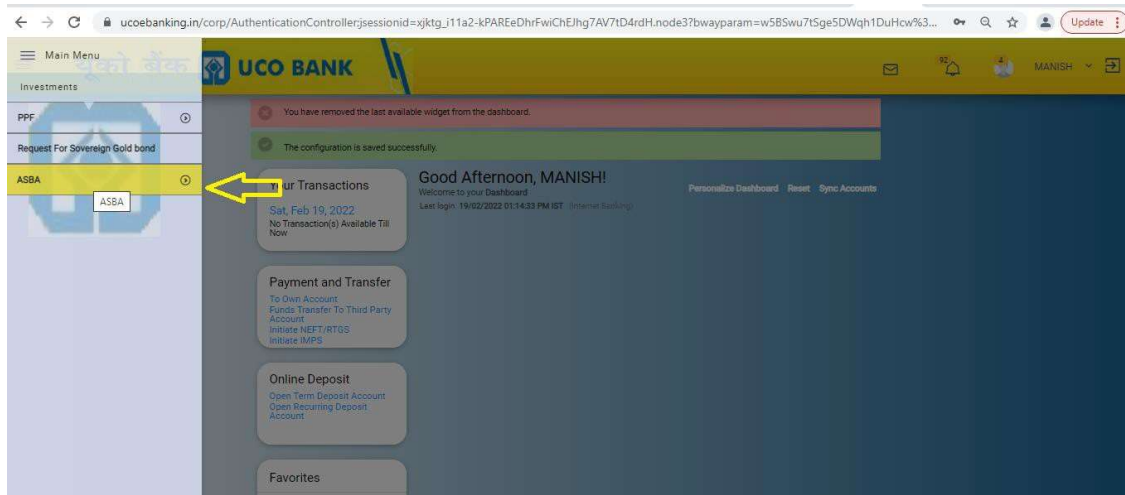 ucoebanking.in/corp/AuthenticationController;jsessionid=xjktg_i11a2-kPAREeDhrFwiChEJhg7AV7tD4rdH.node3?bwayparam=w5BSwu7tSge5DWqh1DuHcw%3...
Update
Main Menu
यूको बैंक
UCO BANK
92
4
MANISH
Investments
PPF
Request For Sovereign Gold bond
ASBA
ASBA
You have removed the last available widget from the dashboard.
The configuration is saved successfully.
Your Transactions
Sat, Feb 19, 2022
No Transaction(s) Available Till
Now
Good Afternoon, MANISH!
Welcome to your Dashboard
Last login 19/02/2022 01:14:33 PM IST (Internet Banking)
Personalize Dashboard Reset Sync Accounts
Payment and Transfer
To Own Account
Funds Transfer To Third Party
Account
Initiate NEFT/RTGS
Initiate IMPS
Online Deposit
Open Term Deposit Account
Open Recurring Deposit
Account
Favorites